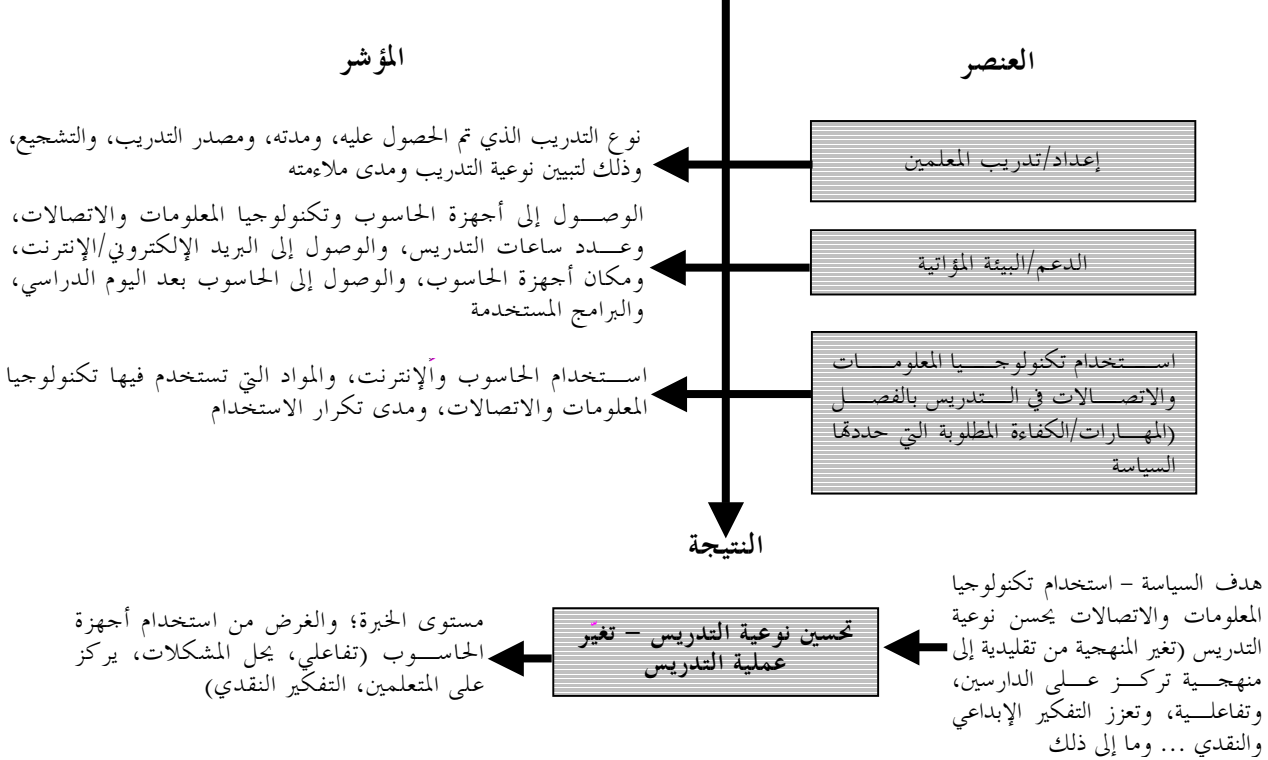 العنصر
المؤشر
إعداد/تدريب المعلمين
نوع التدريب الذي تم الحصول عليه، ومدته، ومصدر التدريب، والتشجيع،
وذلك لتبيين نوعية التدريب ومدى ملاءمته
الدعم/البيئة المؤاتية
الوصول إلى أجهزة الحاسوب وتكنولوجيا المعلومات والاتصالات،
وعدد ساعات التدريس، والوصول إلى البريد الإلكتروني/الإنترنت،
ومكان أجهزة الحاسوب، والوصول إلى الحاسوب بعد اليوم الدراسي،
والبرامج المستخدمة
استخدام تكنولوجيا المعلومات
والاتصالات في التدريس بالفصل
(المهارات/الكفاءة المطلوبة التي حددتها
السياسة
استخدام الحاسوب والإنترنت، والمواد التي تستخدم فيها تكنولوجيا
المعلومات والاتصالات، ومدى تكرار الاستخدام
النتيجة
هدف السياسة – استخدام تكنولوجيا
المعلومات والاتصالات يحسن نوعية
التدريس (تغير المنهجية من تقليدية إلى
منهجية تركز على الدارسين،
وتفاعلية، وتعزز التفكير الإبداعي
والنقدي ... وما إلى ذلك
تحسين نوعية التدريس – تغيّر
عملية التدريس
مستوى الخبرة؛ والغرض من استخدام أجهزة
الحاسوب (تفاعلي، يحل المشكلات، يركز
على المتعلمين، التفكير النقدي)